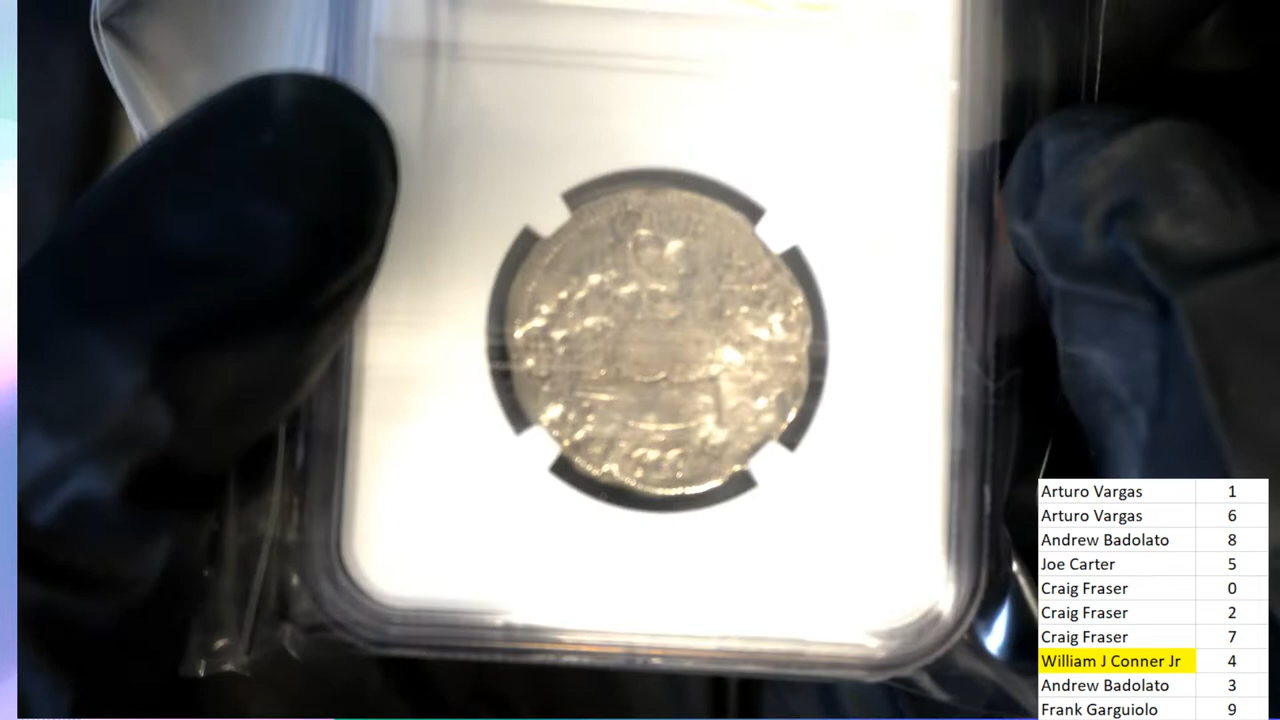 Arturo Vargas 1
Arturo Vargas 6
Andrew Badolato 8
Joe Carter 5
Craig Fraser 0
Craig Fraser 2
Craig Fraser 7
William J Conner Jr 4
Andrew Badolato 3
Frank Garguiolo 9